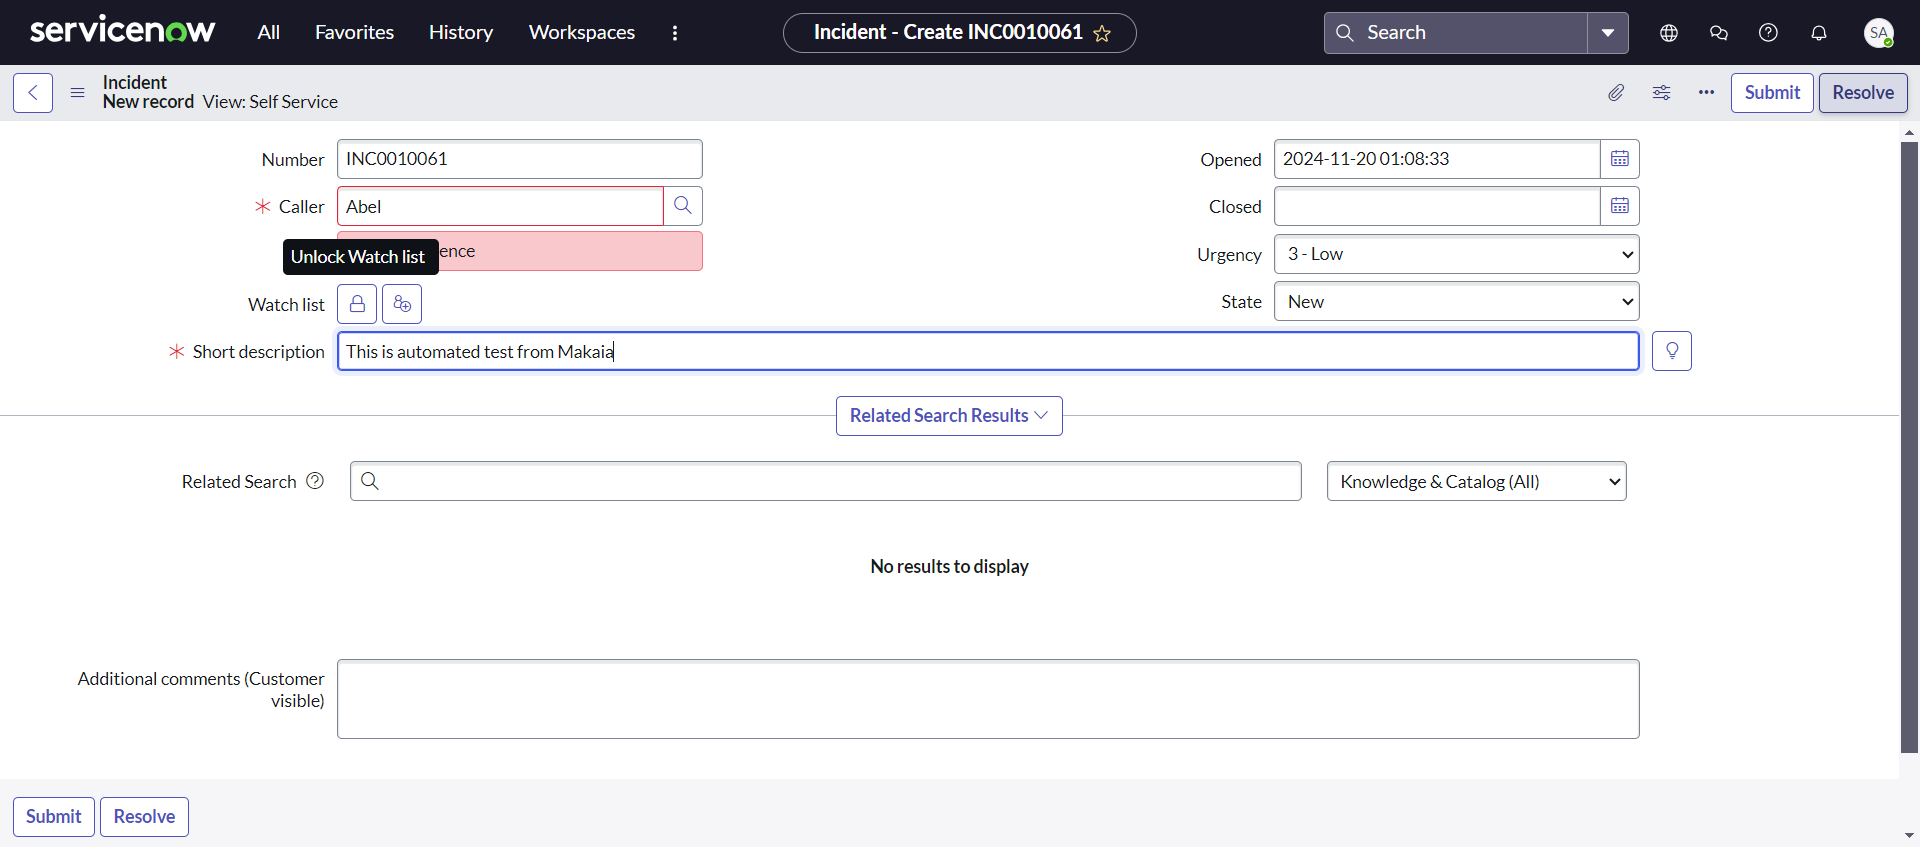 servicenow All Favorites History Workspaces Incident - Create INC0010061 Search SA
Incident
New record View: Self Service Submit Resolve
Number INC0010061 Opened 2024-11-20 01:08:33
Caller Abel Closed
Unlock Watch list ence Urgency 3 - Low
Watch list State New
Short description This is automated test from Makaia
Related Search Results
Related Search Knowledge & Catalog (All)
No results to display
Additional comments (Customer
visible)
Submit Resolve